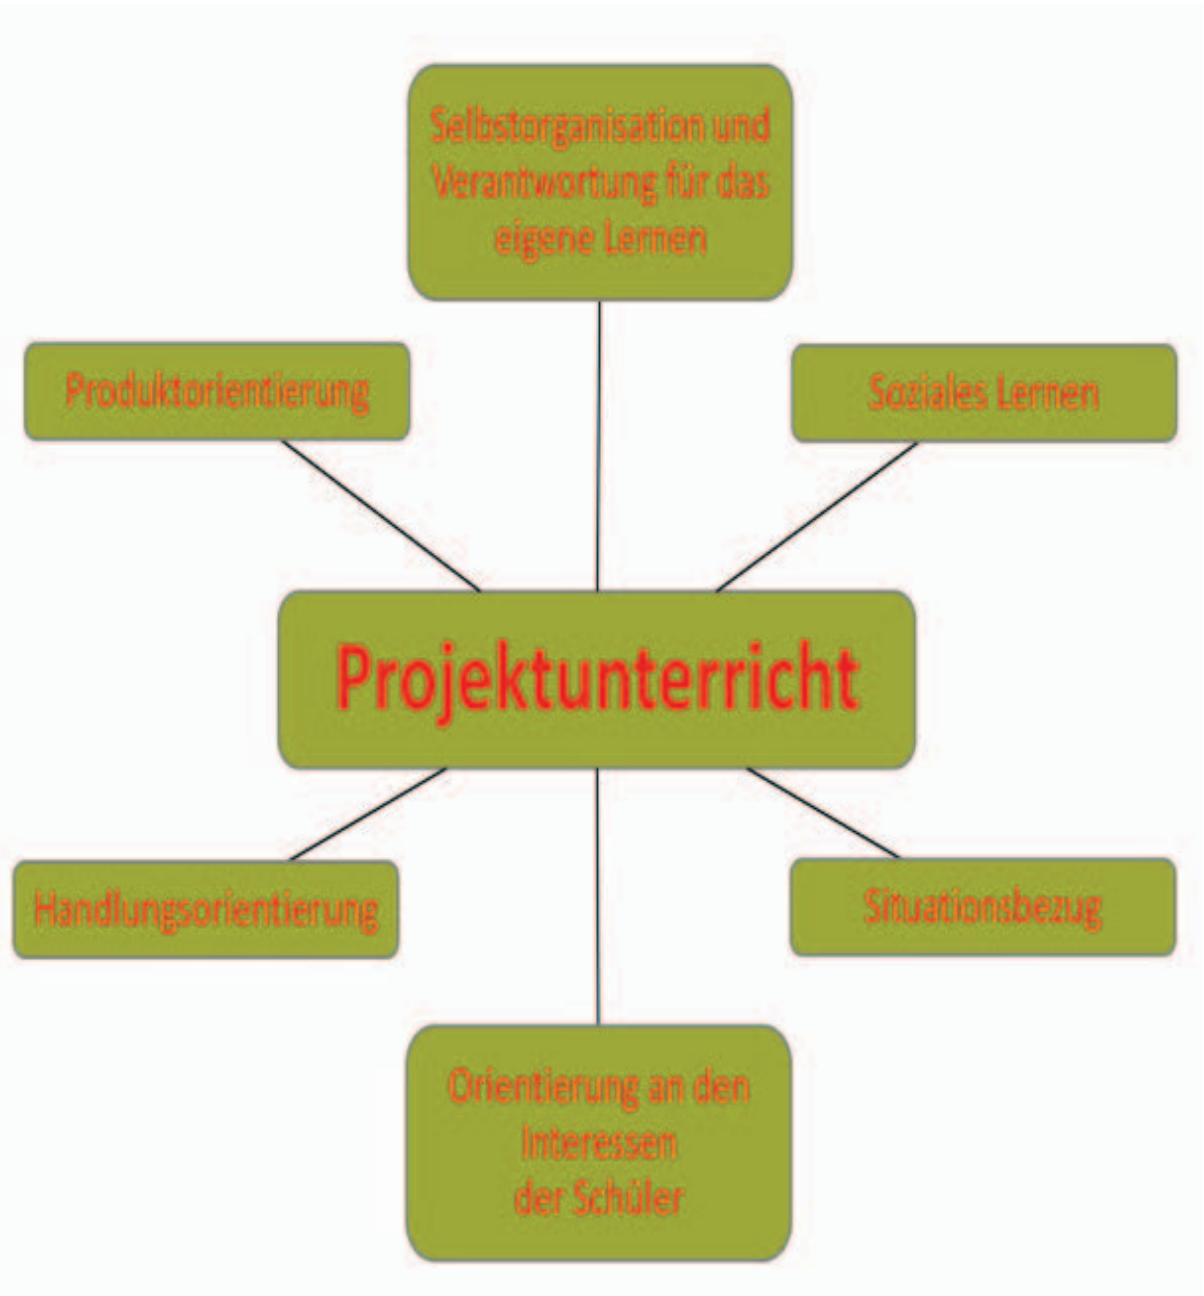 Selbstorganisation und
Verantwortung für das
eigene Lernen
Produktorientierung
Soziales Lernen
Projektunterricht
Handlungsorientierung
Situationsbezug
Orientierung an den
Interessen
der Schüler